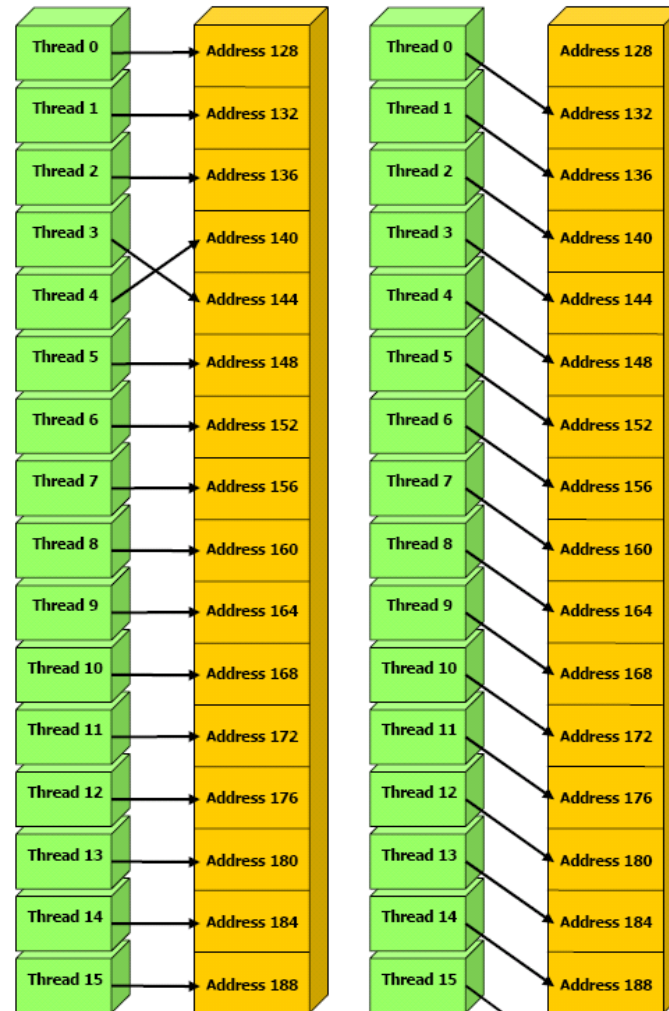 Thread 0
Address 128
Thread 1
Address 132
Thread 2
Address 136
Thread 3
Address 140
Thread 4
Address 144
Thread 5
Address 148
Thread 6
Address 152
Thread 7
Address 156
Thread 8
Address 160
Thread 9
Address 164
Thread 10
Address 168
Thread 11
Address 172
Thread 12
Address 176
Thread 13
Address 180
Thread 14
Address 184
Thread 15
Address 188
Thread 0
Address 128
Thread 1
Address 132
Thread 2
Address 136
Thread 3
Address 140
Thread 4
Address 144
Thread 5
Address 148
Thread 6
Address 152
Thread 7
Address 156
Thread 8
Address 160
Thread 9
Address 164
Thread 10
Address 168
Thread 11
Address 172
Thread 12
Address 176
Thread 13
Address 180
Thread 14
Address 184
Thread 15
Address 188